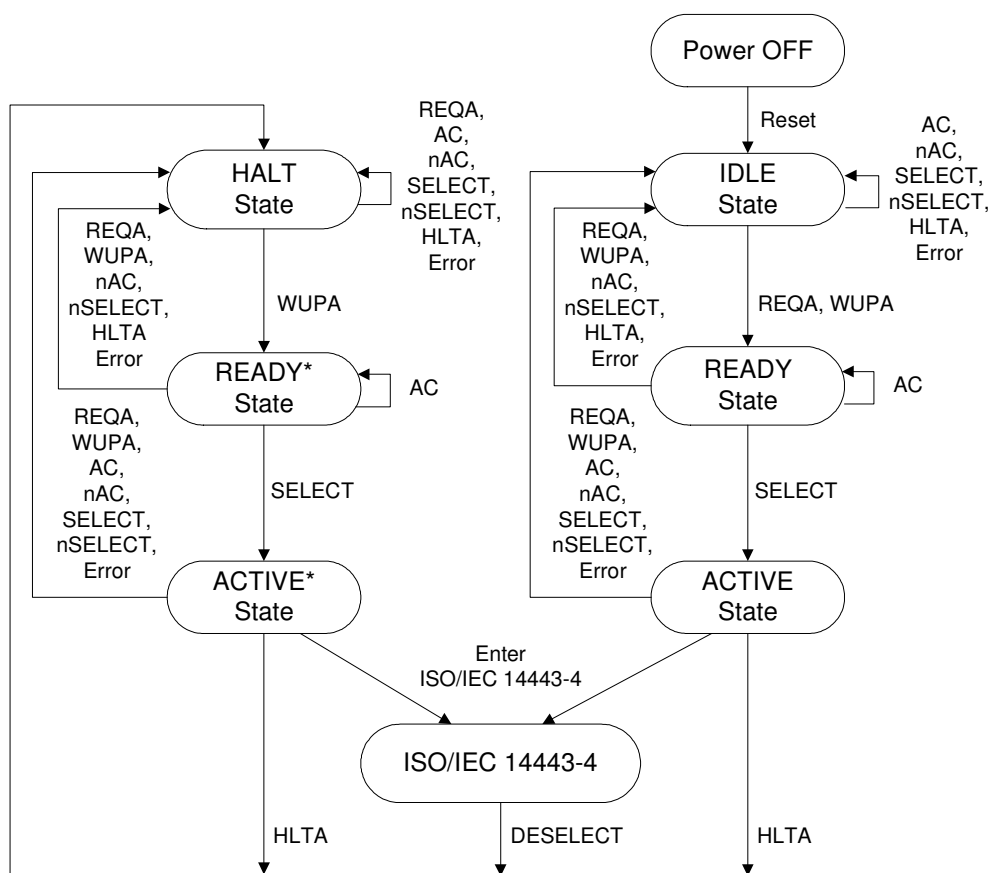 Power OFF
Reset
HALT
State
REQA,
AC,
nAC,
SELECT,
nSELECT,
HLTA,
Error
IDLE
State
AC,
nAC,
SELECT,
nSELECT,
HLTA,
Error
REQA,
WUPA,
nAC,
nSELECT,
HLTA
Error
WUPA
REQA,
WUPA,
nAC,
nSELECT,
HLTA,
Error
REQA, WUPA
READY*
State
AC
READY
State
AC
REQA,
WUPA,
AC,
nAC,
SELECT,
nSELECT,
Error
SELECT
REQA,
WUPA,
AC,
nAC,
SELECT,
nSELECT,
Error
SELECT
ACTIVE*
State
ACTIVE
State
Enter
ISO/IEC 14443-4
ISO/IEC 14443-4
HLTA
DESELECT
HLTA